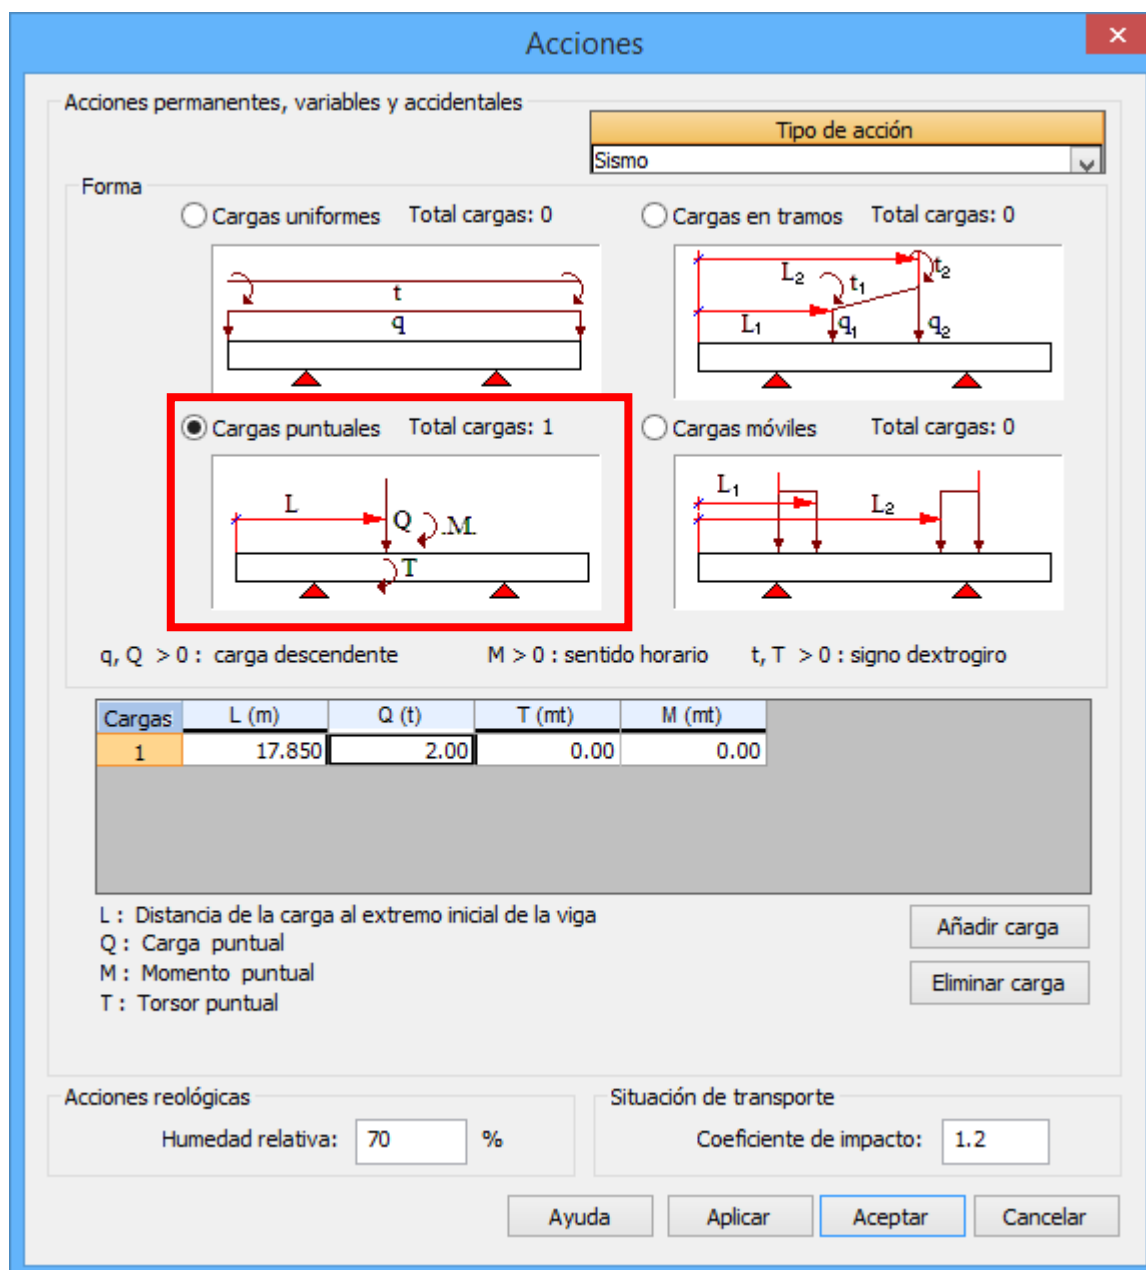 Acciones
Acciones permanentes, variables y accidentales
Tipo de acción
Sismo
Forma
Cargas uniformes Total cargas: 0 Cargas en tramos Total cargas: 0
t
q
L2 t1 t2
L1 q1 q2
Cargas puntuales Total cargas: 1 Cargas móviles Total cargas: 0
L Q .M.
T
L1 L2
q, Q > 0 : carga descendente M > 0 : sentido horario t, T > 0 : signo dextrogiro
Cargas L (m) Q (t) T (mt) M (mt)
1 17.850 2.00 0.00 0.00
L : Distancia de la carga al extremo inicial de la viga
Q : Carga puntual
M : Momento puntual
T : Torsor puntual
Añadir carga
Eliminar carga
Acciones reológicas Situación de transporte
Humedad relativa: 70 % Coeficiente de impacto: 1.2
Ayuda Aplicar Aceptar Cancelar